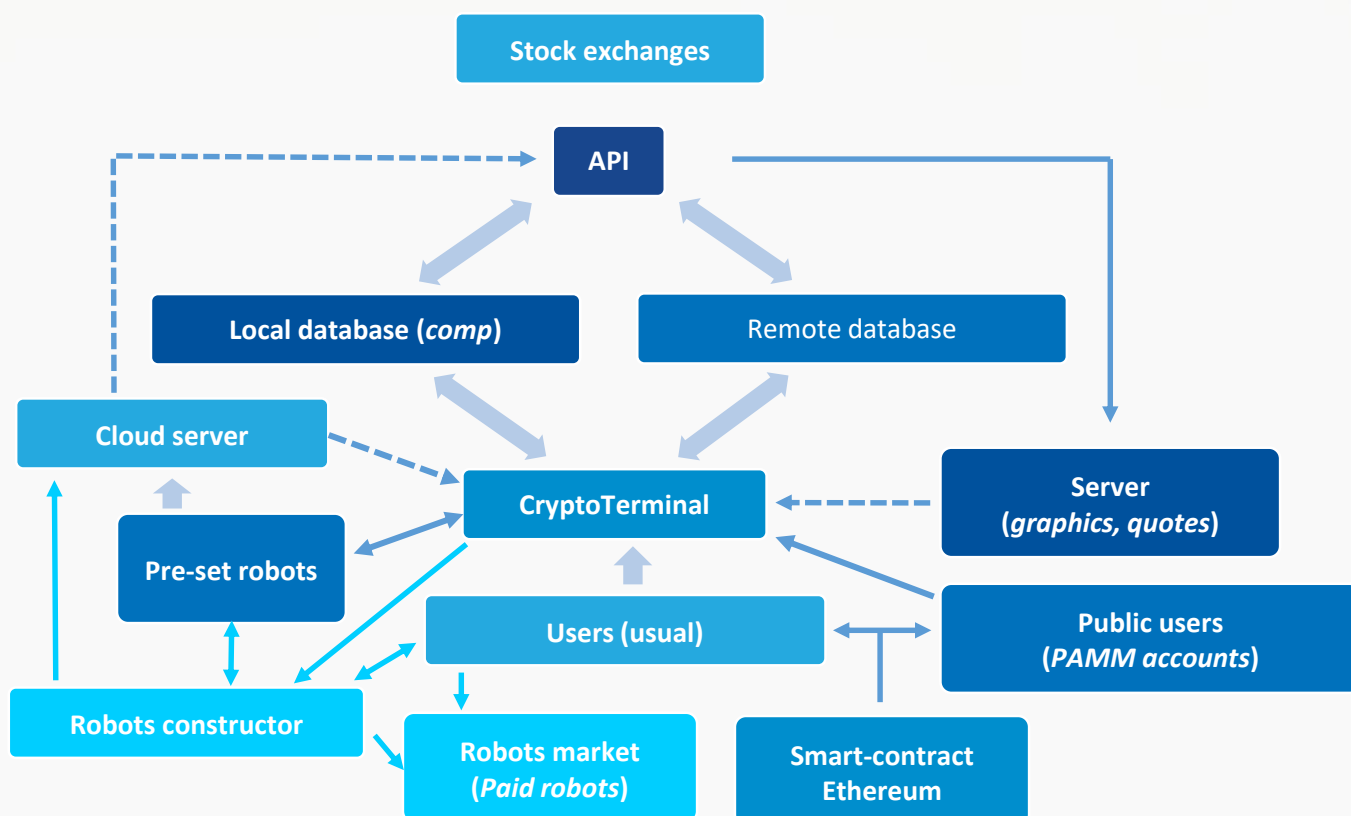 Stock exchanges
API
Local database (comp)
Remote database
Cloud server
CryptoTerminal
Server
(graphics, quotes)
Pre-set robots
Users (usual)
Public users
(PAMM accounts)
Robots constructor
Robots market
(Paid robots)
Smart-contract
Ethereum